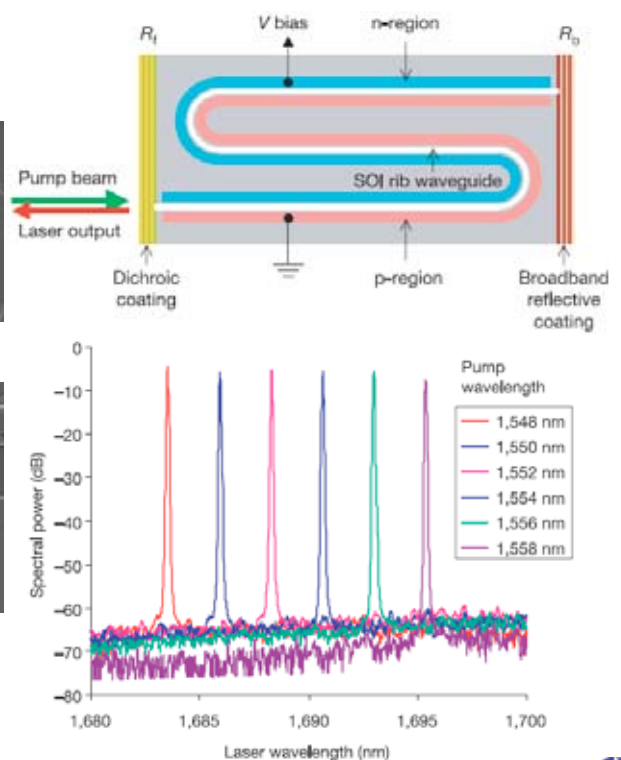 Rf
V bias
n-region
Rb
Pump beam
Laser output
SOI rib waveguide
Dichroic
coating
p-region
Broadband
reflective
coating
Spectral power (dB)
0
−10
−20
−30
−40
−50
−60
−70
−80
Pump
wavelength
1,548 nm
1,550 nm
1,552 nm
1,554 nm
1,556 nm
1,558 nm
1,680
1,685
1,690
1,695
1,700
Laser wavelength (nm)